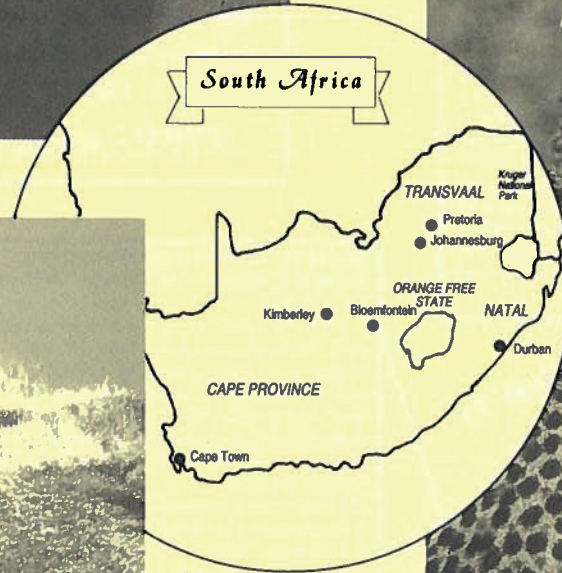 South Africa
Kruger
National
Park
TRANSVAAL
Pretoria
Johannesburg
ORANGE FREE
STATE
Kimberley
Bloemfontein
NATAL
Durban
CAPE PROVINCE
Cape Town